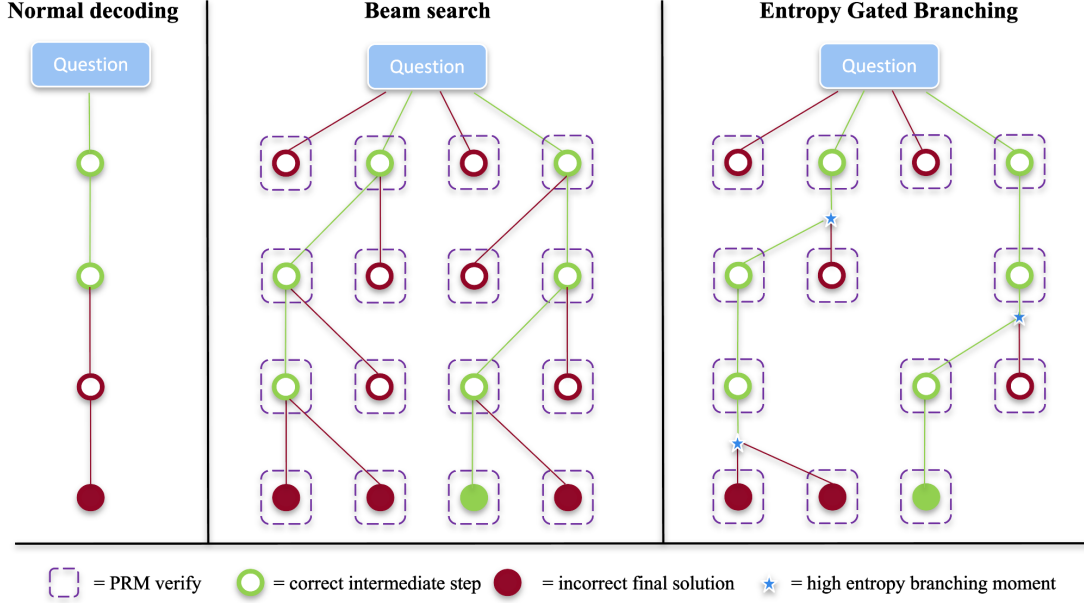 Normal decoding
Beam search
Entropy Gated Branching
Question
Question
Question
= PRM verify
= correct intermediate step
= incorrect final solution
= high entropy branching moment